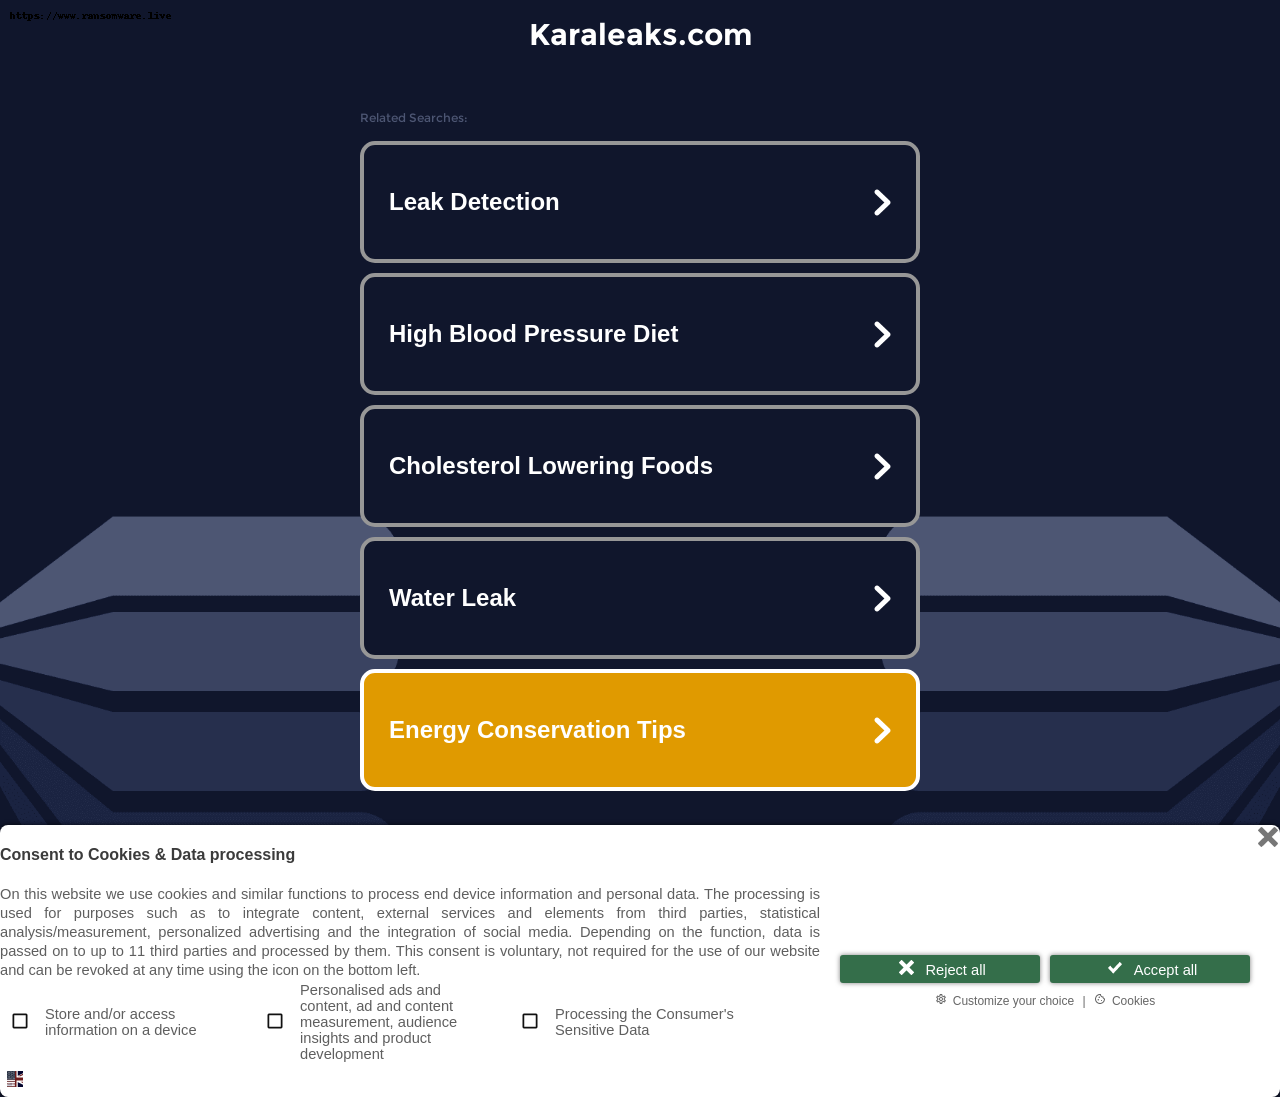 https://www.ransomware.live
Karaleaks.com
Related Searches:
Leak Detection
High Blood Pressure Diet
Cholesterol Lowering Foods
Water Leak
Energy Conservation Tips
Consent to Cookies & Data processing
On this website we use cookies and similar functions to process end device information and personal data. The processing is
used for purposes such as to integrate content, external services and elements from third parties, statistical
analysis/measurement, personalized advertising and the integration of social media. Depending on the function, data is
passed on to up to 11 third parties and processed by them. This consent is voluntary, not required for the use of our website
and can be revoked at any time using the icon on the bottom left.
Store and/or access
information on a device
Personalised ads and
content, ad and content
measurement, audience
insights and product
development
Processing the Consumer's
Sensitive Data
Reject all
Accept all
Customize your choice | Cookies